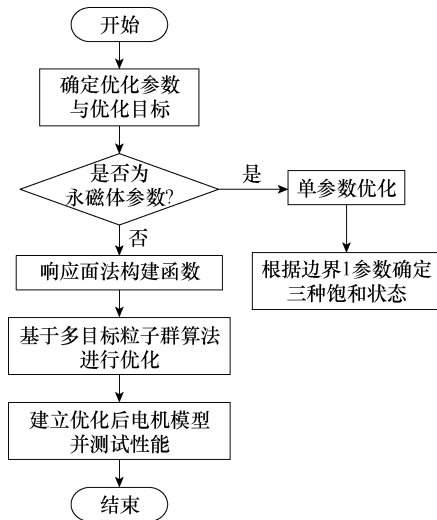 开始
确定优化参数
与优化目标
是否为
永磁体参数?
是
单参数优化
根据边界1参数确定
三种饱和状态
否
响应面法构建函数
基于多目标粒子群算法
进行优化
建立优化后电机模型
并测试性能
结束